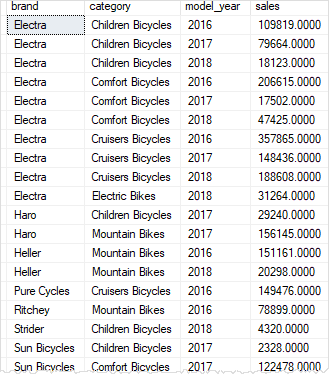 brand category model_year sales
Electra Children Bicycles 2016 109819.0000
Electra Children Bicycles 2017 79664.0000
Electra Children Bicycles 2018 18123.0000
Electra Comfort Bicycles 2016 206615.0000
Electra Comfort Bicycles 2017 17502.0000
Electra Comfort Bicycles 2018 47425.0000
Electra Cruisers Bicycles 2016 357865.0000
Electra Cruisers Bicycles 2017 148436.0000
Electra Cruisers Bicycles 2018 188608.0000
Electra Electric Bikes 2018 31264.0000
Haro Children Bicycles 2017 29240.0000
Haro Mountain Bikes 2017 156145.0000
Heller Mountain Bikes 2016 151161.0000
Heller Mountain Bikes 2018 20298.0000
Pure Cycles Cruisers Bicycles 2016 149476.0000
Ritchey Mountain Bikes 2016 78899.0000
Strider Children Bicycles 2018 4320.0000
Sun Bicycles Children Bicycles 2017 2328.0000
Sun Bicycles Comfort Bicycles 2017 122478.0000